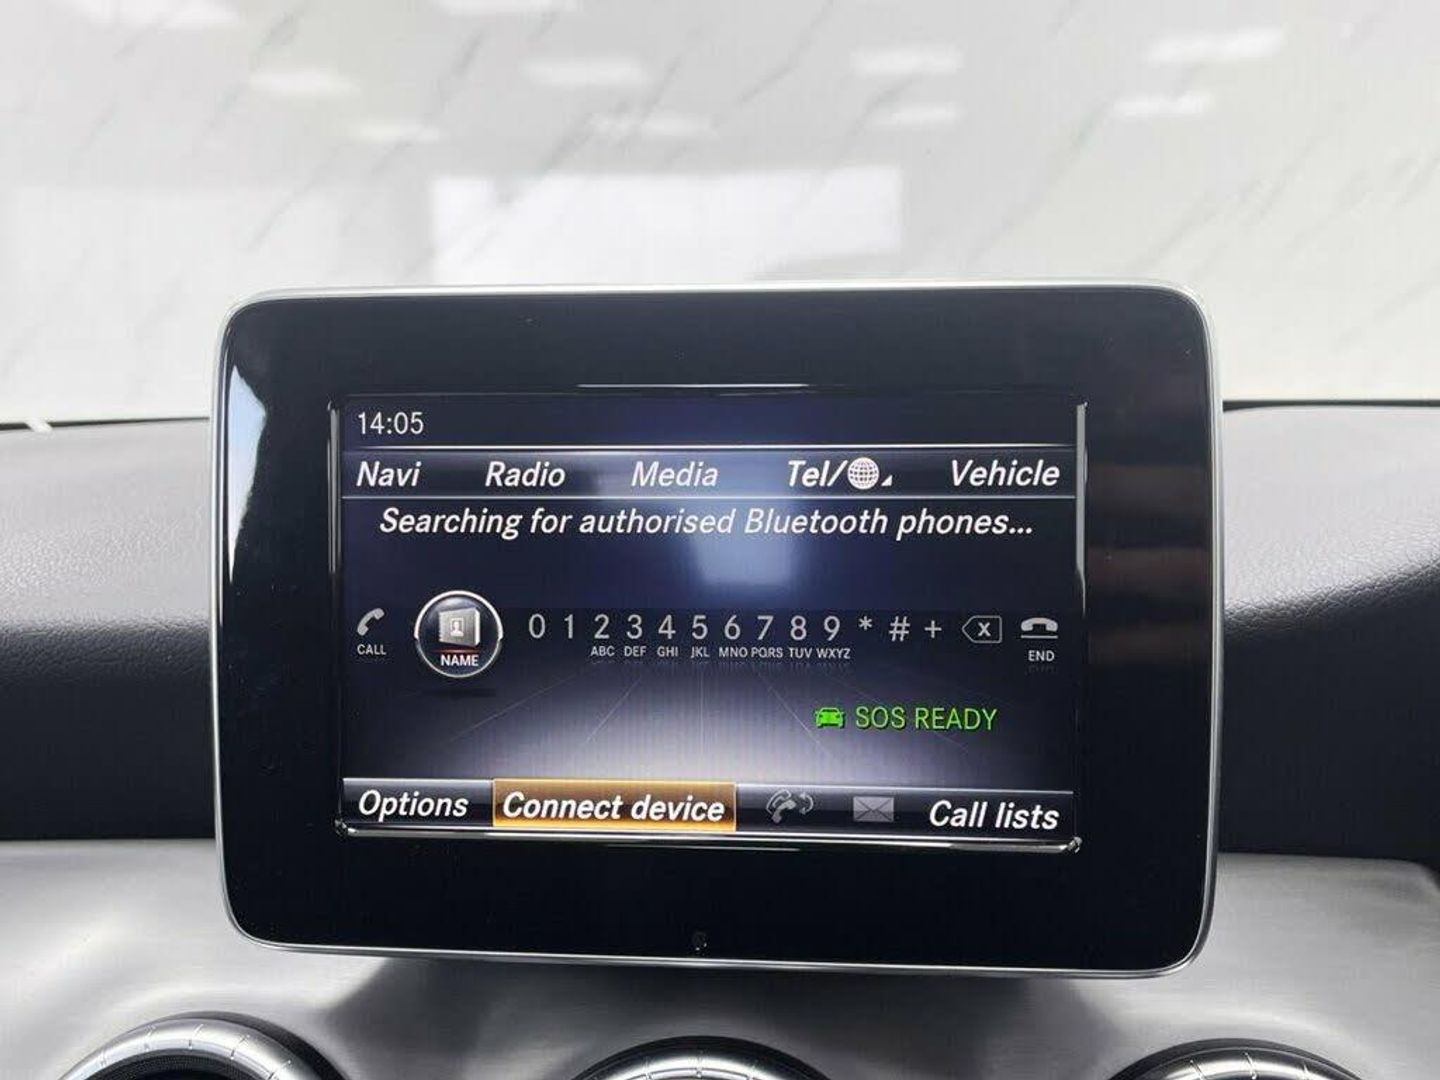 14:05
Navi Radio Media Tel/ Vehicle
Searching for authorised Bluetooth phones...
CALL NAME 0 1 2 3 4 5 6 7 8 9 * # + x END
ABC DEF GHI JKL MNO PQRS TUV WXYZ
SOS READY
Options Connect device Call lists